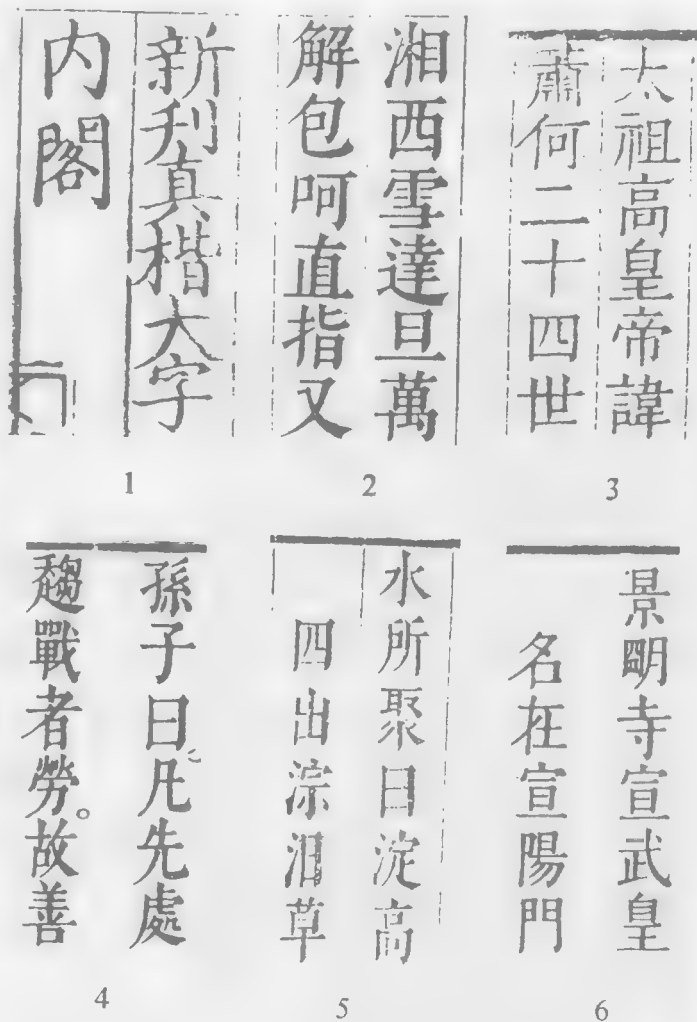 新刋真楷大字
内閣
1
湘西雪達旦萬
解包呵直指又
2
太祖高皇帝諱
蕭何二十四世
3
孫子曰凡先處
趨戰者勞。故善
4
水所聚曰淀高
四出淙泪草
5
景明寺宣武皇
名在宣陽門
6